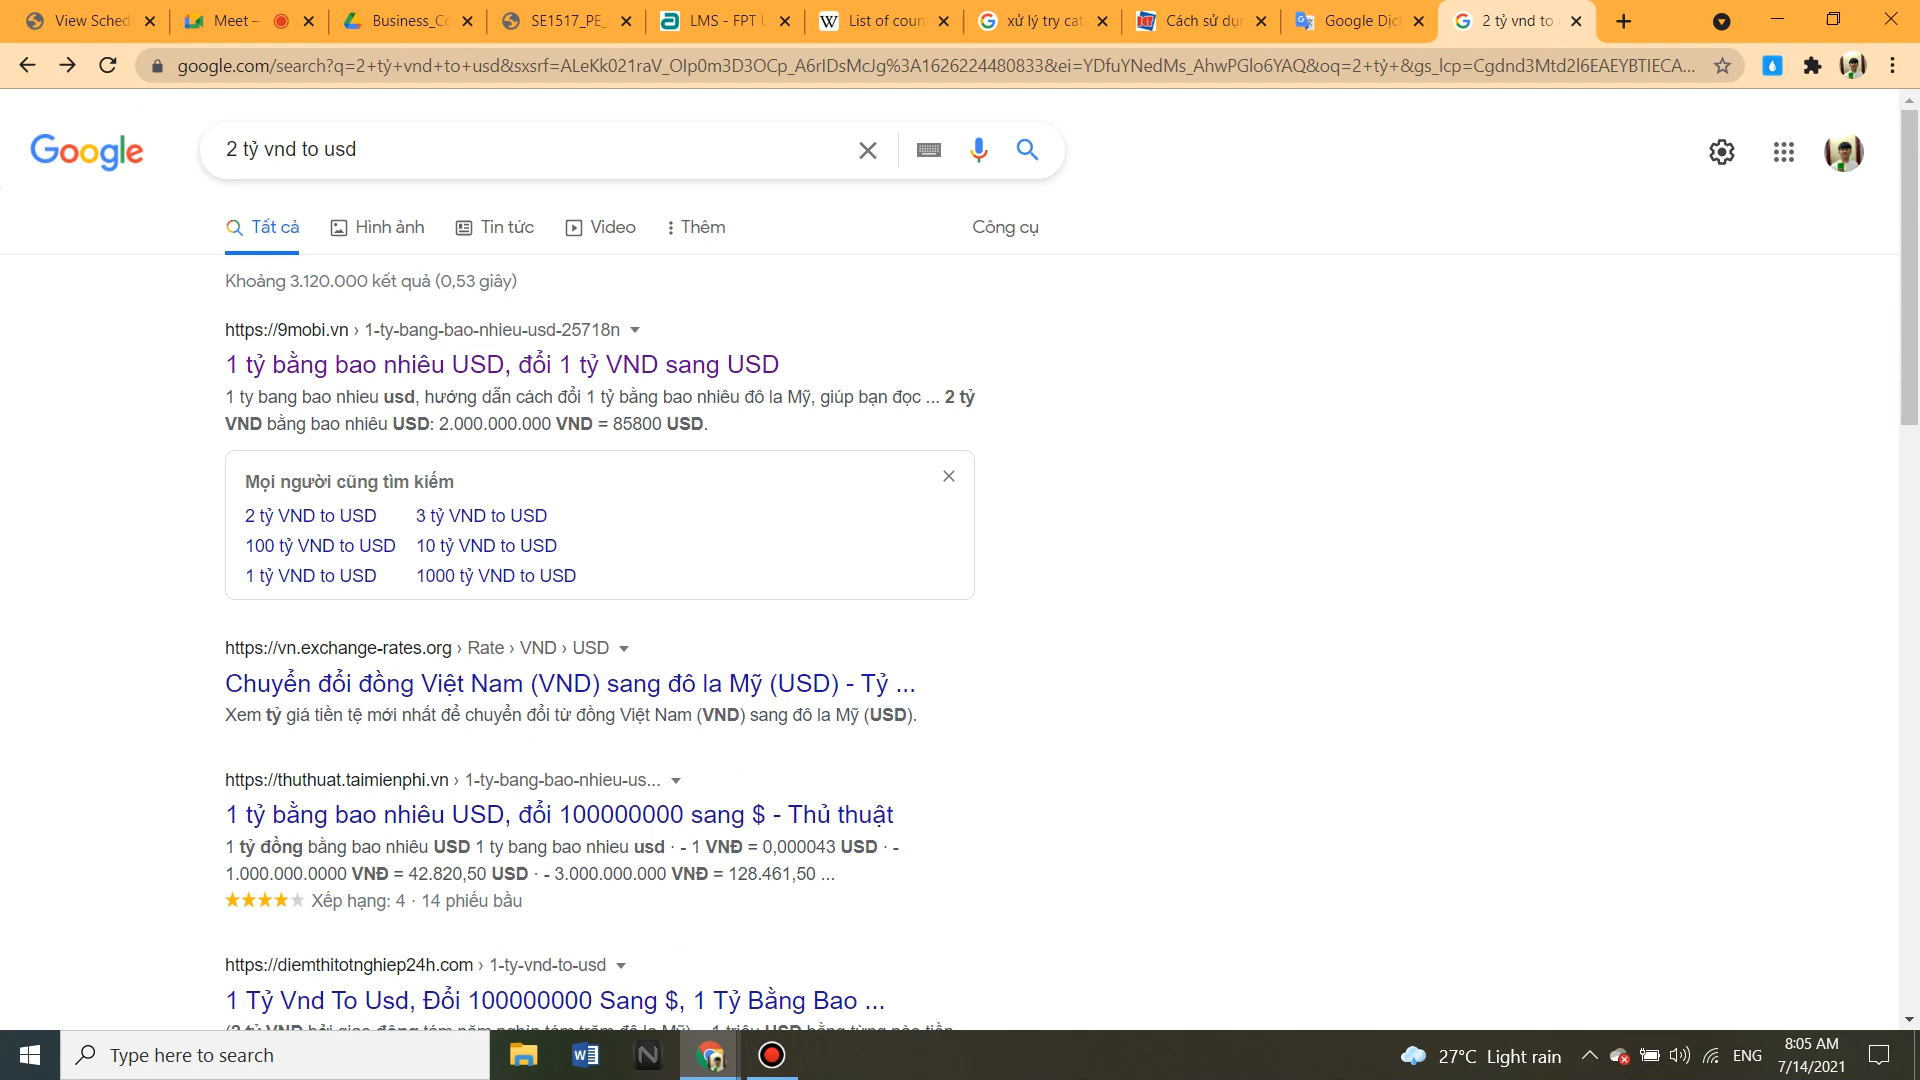 View Sched
Meet –
Business_Co
SE1517_PE_
LMS - FPT U
List of coun
xử lý try cat
Cách sử dụn
Google Dịc
2 tỷ vnd to
google.com/search?q=2+tỷ+vnd+to+usd&sxsrf=ALeKk021raV_OIp0m3D3OCp_A6rIDsMcJg%3A1626224480833&ei=YDfuYNedMs_AhwPGlo6YAQ&oq=2+tỷ+&gs_lcp=Cgdnd3Mtd2l6EAEYBTIECA...
Google
2 tỷ vnd to usd
Tất cả
Hình ảnh
Tin tức
Video
Thêm
Công cụ
Khoảng 3.120.000 kết quả (0,53 giây)
https://9mobi.vn › 1-ty-bang-bao-nhieu-usd-25718n
1 tỷ bằng bao nhiêu USD, đổi 1 tỷ VND sang USD
1 ty bang bao nhieu usd, hướng dẫn cách đổi 1 tỷ bằng bao nhiêu đô la Mỹ, giúp bạn đọc ... 2 tỷ
VND bằng bao nhiêu USD: 2.000.000.000 VND = 85800 USD.
Mọi người cũng tìm kiếm
2 tỷ VND to USD
3 tỷ VND to USD
100 tỷ VND to USD
10 tỷ VND to USD
1 tỷ VND to USD
1000 tỷ VND to USD
https://vn.exchange-rates.org › Rate › VND › USD
Chuyển đổi đồng Việt Nam (VND) sang đô la Mỹ (USD) - Tỷ ...
Xem tỷ giá tiền tệ mới nhất để chuyển đổi từ đồng Việt Nam (VND) sang đô la Mỹ (USD).
https://thuthuat.taimienphi.vn › 1-ty-bang-bao-nhieu-us...
1 tỷ bằng bao nhiêu USD, đổi 100000000 sang $ - Thủ thuật
1 tỷ đồng bằng bao nhiêu USD 1 ty bang bao nhieu usd · - 1 VNĐ = 0,000043 USD · -
1.000.000.0000 VNĐ = 42.820,50 USD · - 3.000.000.000 VNĐ = 128.461,50 ...
Xếp hạng: 4 · 14 phiếu bầu
https://diemthitotnghiep24h.com › 1-ty-vnd-to-usd
1 Tỷ Vnd To Usd, Đổi 100000000 Sang $, 1 Tỷ Bằng Bao ...
Type here to search
27°C Light rain
ENG
8:05 AM
7/14/2021